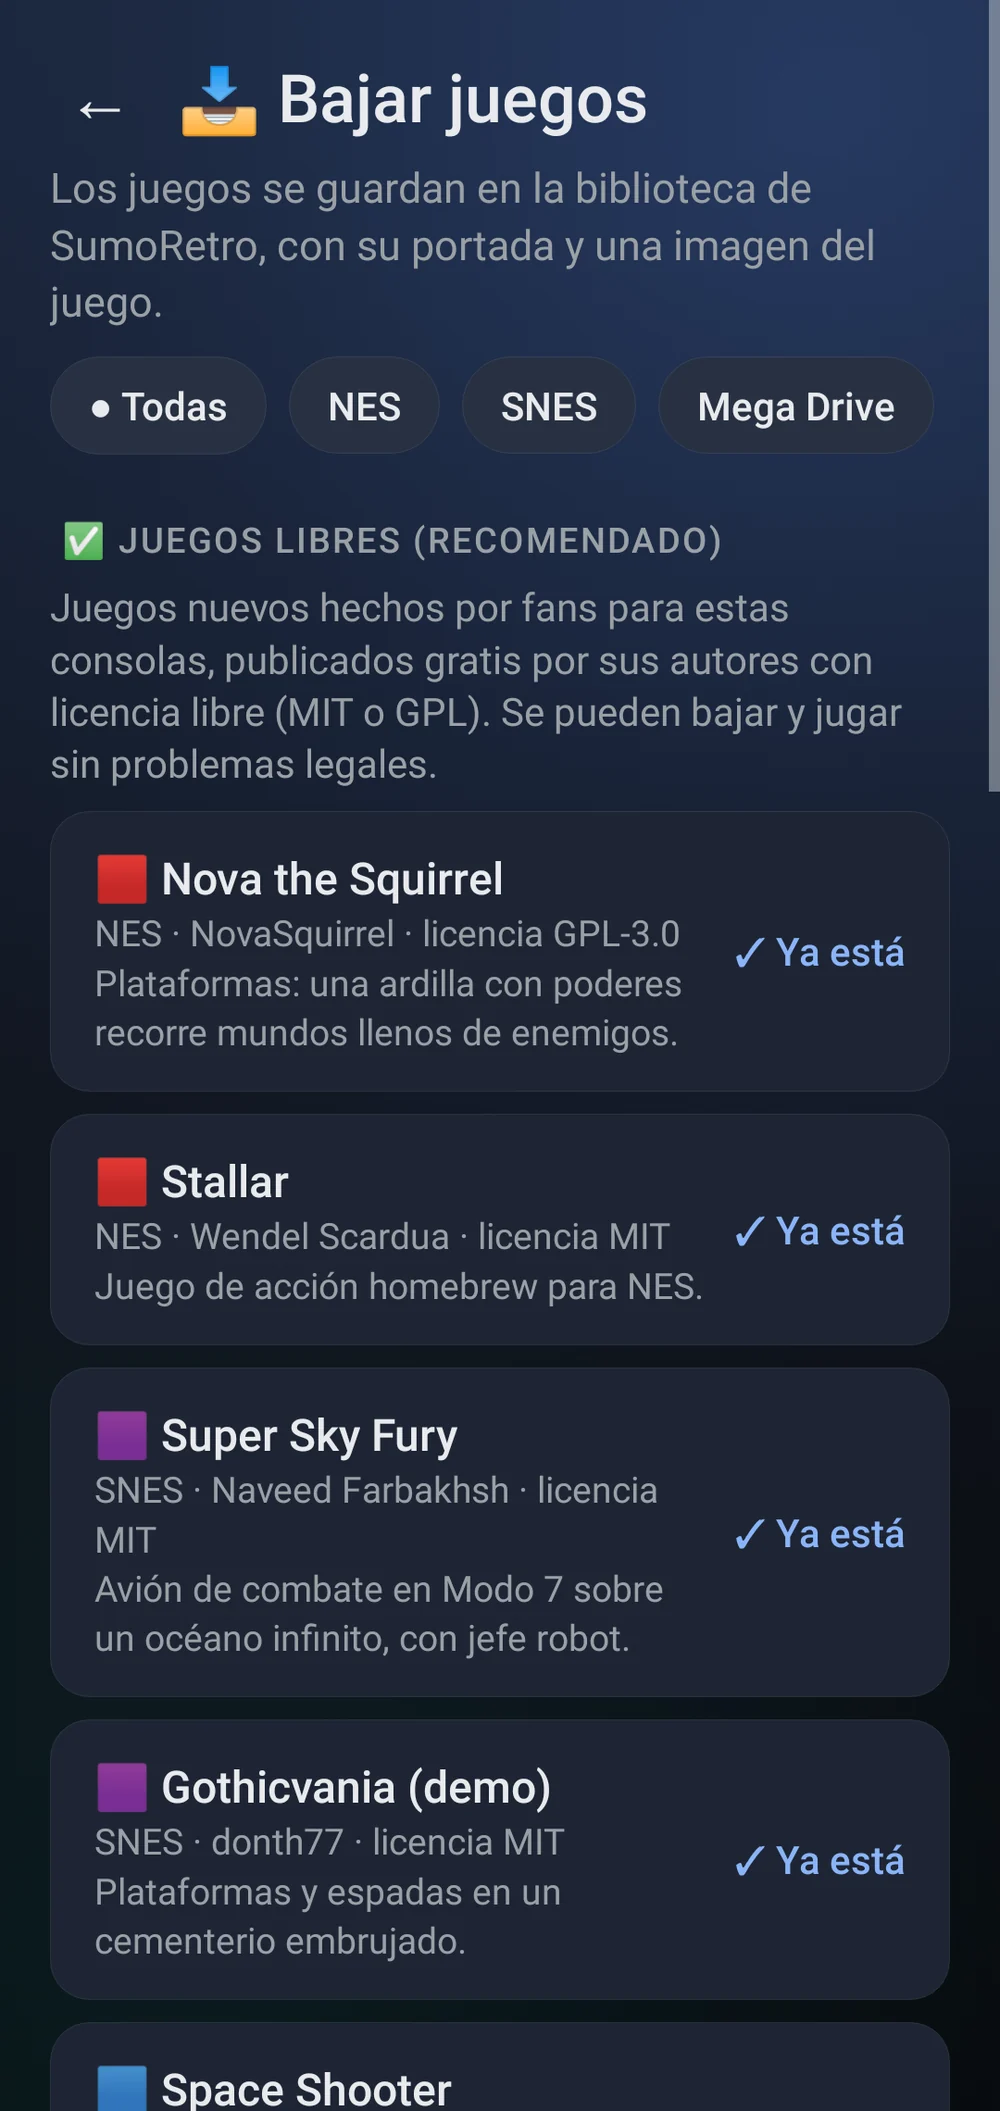 ← Bajar juegos
Los juegos se guardan en la biblioteca de
SumoRetro, con su portada y una imagen del
juego.
● Todas NES SNES Mega Drive
✅ JUEGOS LIBRES (RECOMENDADO)
Juegos nuevos hechos por fans para estas
consolas, publicados gratis por sus autores con
licencia libre (MIT o GPL). Se pueden bajar y jugar
sin problemas legales.
Nova the Squirrel
NES · NovaSquirrel · licencia GPL-3.0
Plataformas: una ardilla con poderes
recorre mundos llenos de enemigos.
✓ Ya está
Stallar
NES · Wendel Scardua · licencia MIT
Juego de acción homebrew para NES.
✓ Ya está
Super Sky Fury
SNES · Naveed Farbakhsh · licencia
MIT
Avión de combate en Modo 7 sobre
un océano infinito, con jefe robot.
✓ Ya está
Gothicvania (demo)
SNES · donth77 · licencia MIT
Plataformas y espadas en un
cementerio embrujado.
✓ Ya está
Space Shooter